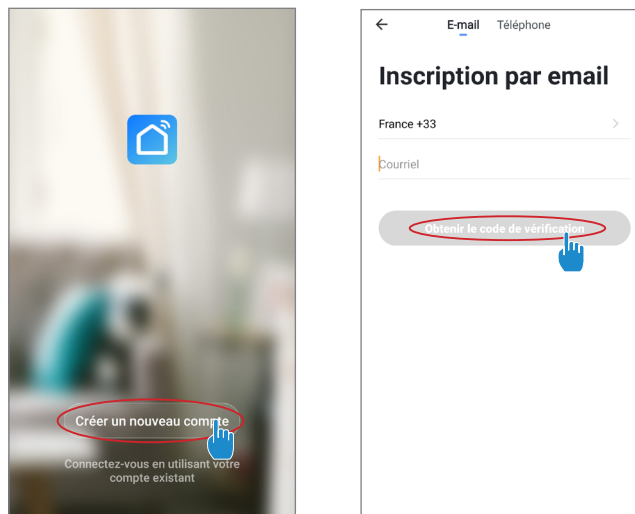 Créer un nouveau compte
Connectez-vous en utilisant votre
compte existant
E-mail Téléphone
Inscription par email
France +33
Courriel
Obtenir le code de vérification